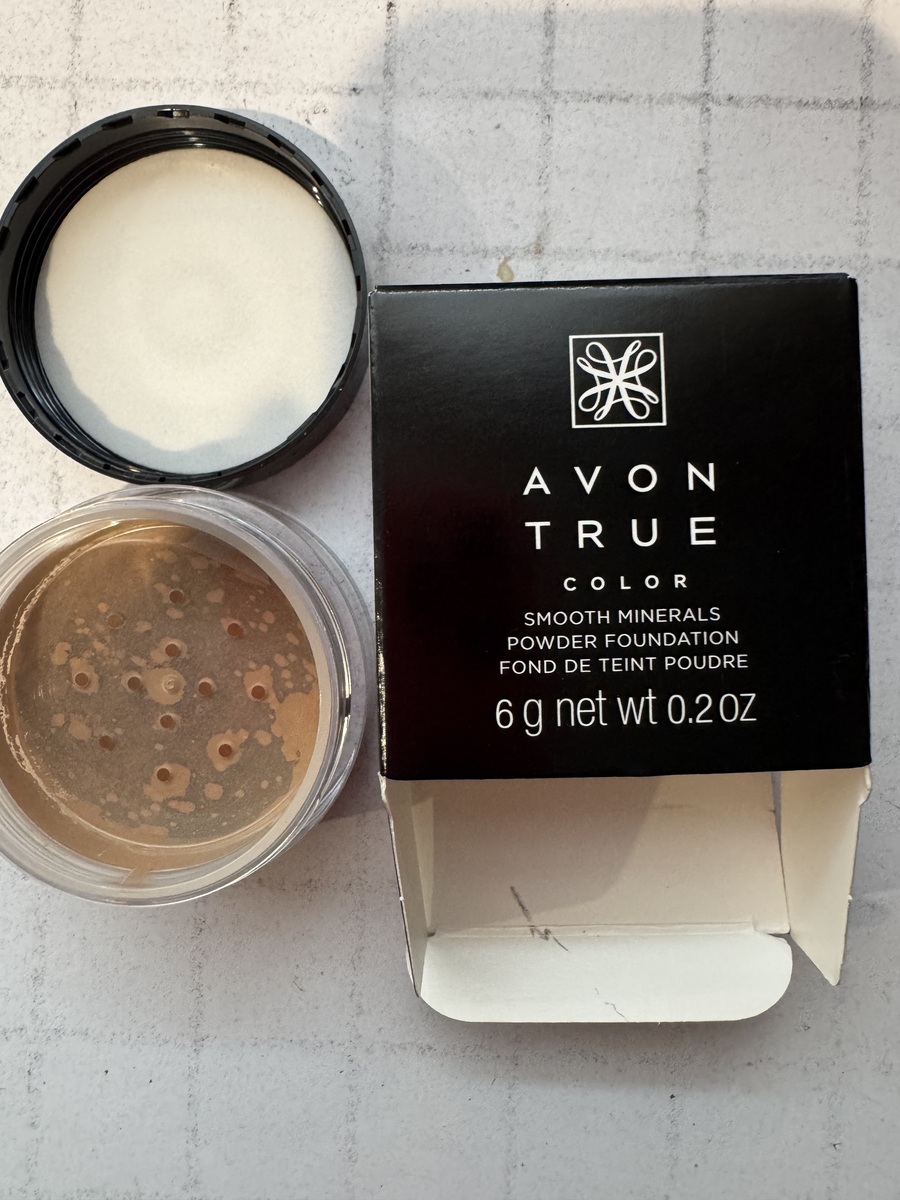 AVON
TRUE
COLOR
SMOOTH MINERALS
POWDER FOUNDATION
FOND DE TEINT POUDRE
6 g net wt 0.2 OZ